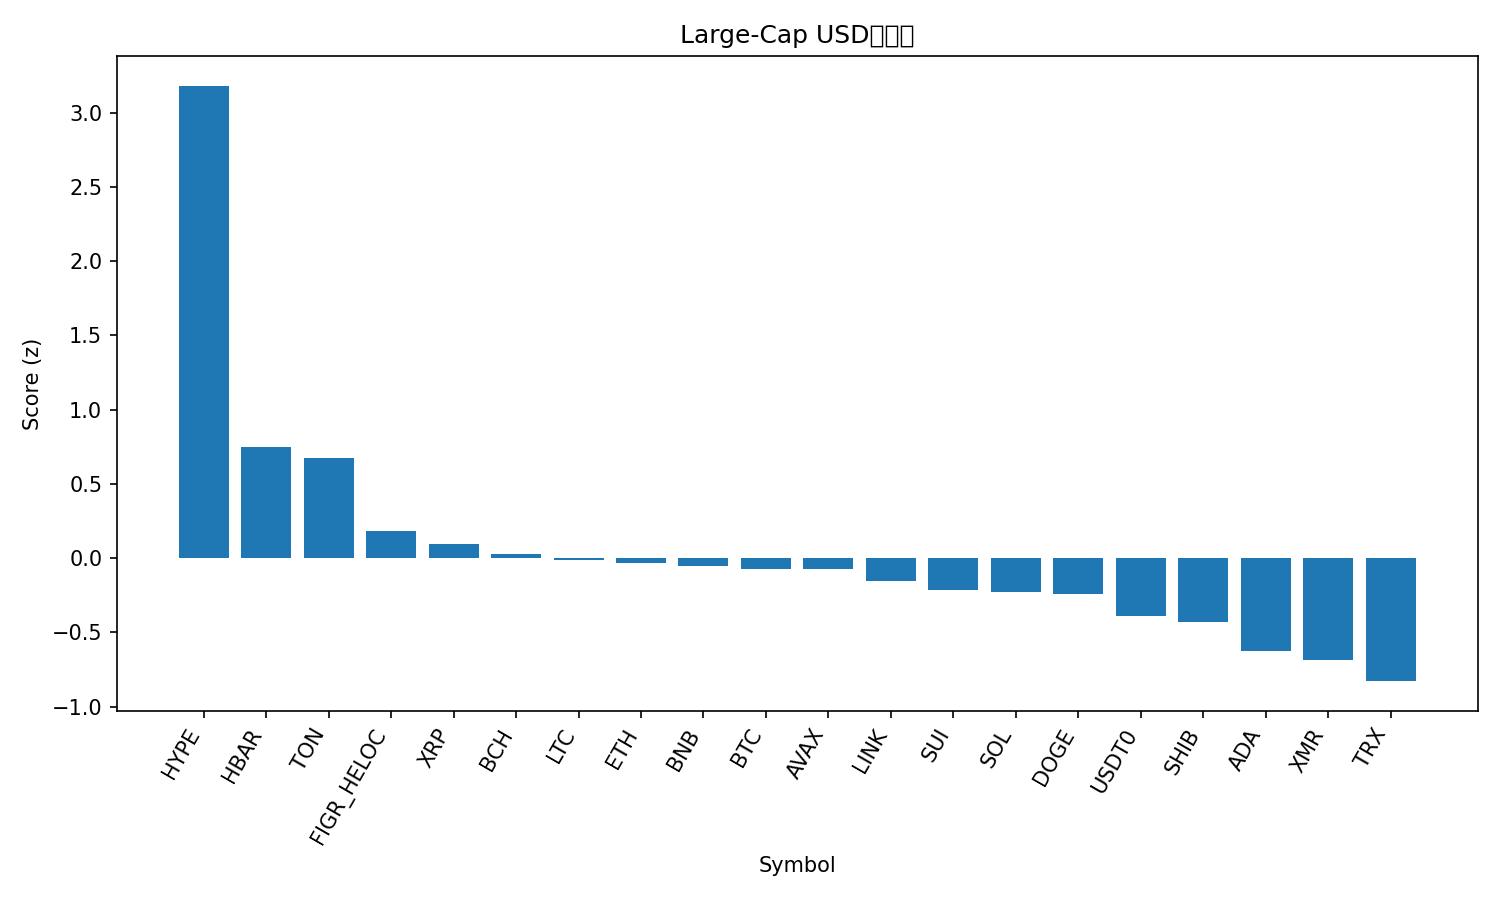 Large-Cap USD
Score (z)
3.0
2.5
2.0
1.5
1.0
0.5
0.0
−0.5
−1.0
HYPE
HBAR
TON
FIGR_HELOC
XRP
BCH
LTC
ETH
BNB
BTC
AVAX
LINK
SUI
SOL
DOGE
USDT0
SHIB
ADA
XMR
TRX
Symbol